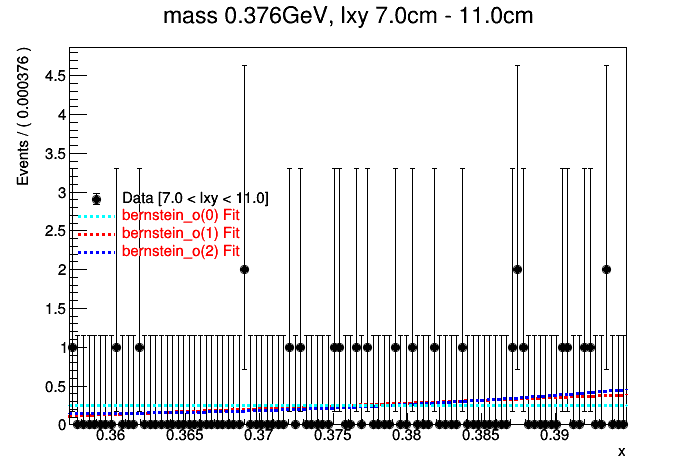 mass 0.376GeV, lxy 7.0cm - 11.0cm
Events / ( 0.000376 )
4.5
4
3.5
3
2.5
2
1.5
1
0.5
0
Data [7.0 < lxy < 11.0]
bernstein_o(0) Fit
bernstein_o(1) Fit
bernstein_o(2) Fit
0.36 0.365 0.37 0.375 0.38 0.385 0.39
x